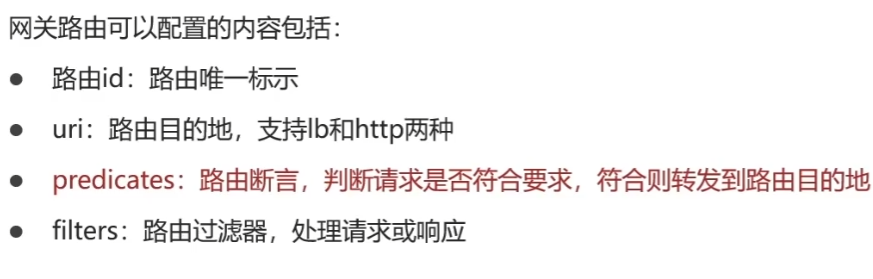 网关路由可以配置的内容包括：
● 路由id：路由唯一标示
● uri：路由目的地，支持lb和http两种
● predicates：路由断言，判断请求是否符合要求，符合则转发到路由目的地
● filters：路由过滤器，处理请求或响应